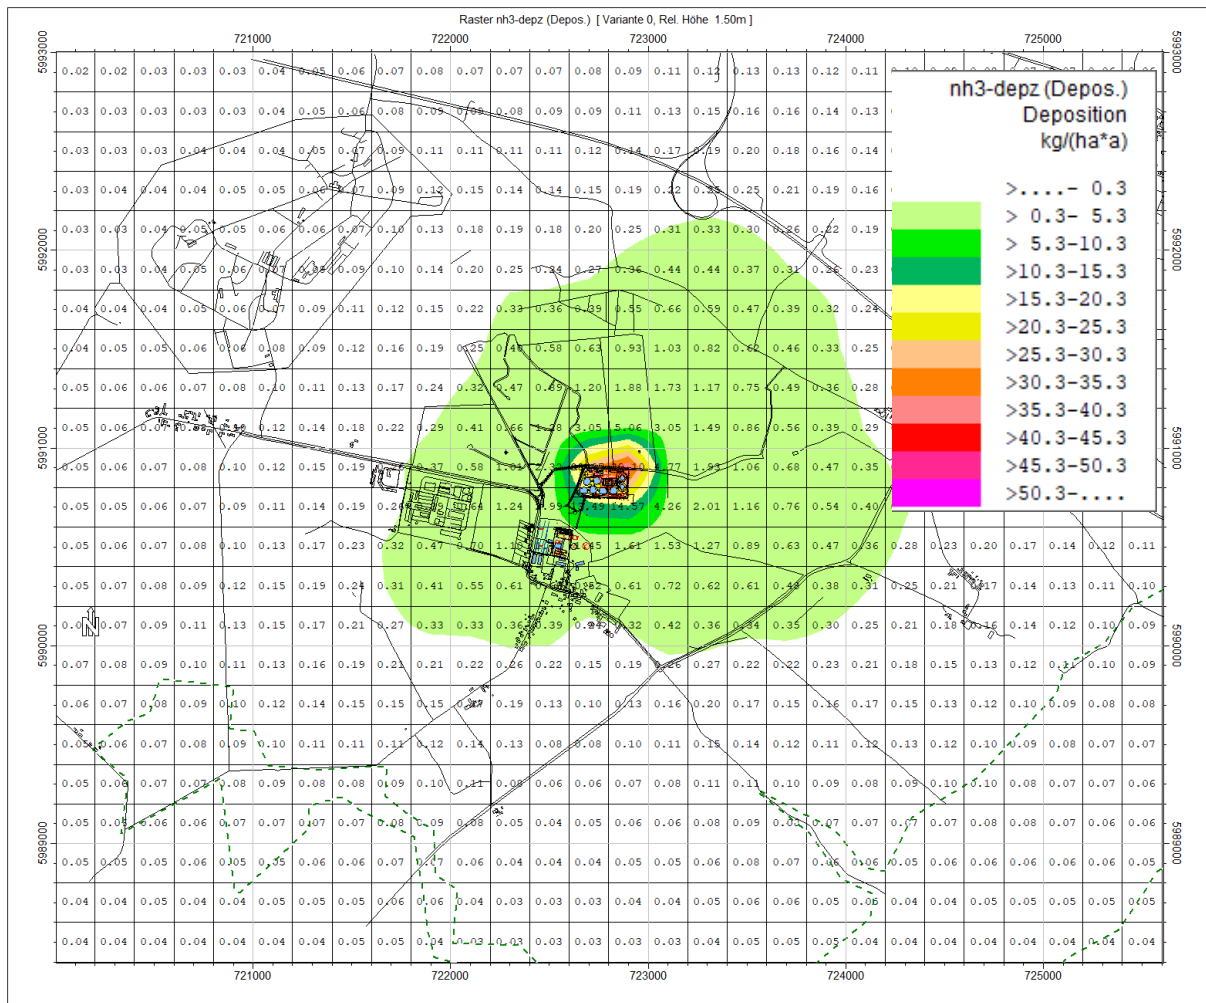 Raster nh3-depz (Depos.) [ Variante 0, Rel. Höhe 1.50m ]
721000 722000 723000 724000 725000
5993000 5993000
0.02 0.02 0.03 0.03 0.03 0.04 0.05 0.06 0.07 0.08 0.07 0.07 0.07 0.08 0.09 0.11 0.12 0.13 0.13 0.12 0.11
nh3-depz (Depos.)
Deposition
kg/(ha*a)
>....- 0.3
> 0.3- 5.3
> 5.3-10.3
>10.3-15.3
>15.3-20.3
>20.3-25.3
>25.3-30.3
>30.3-35.3
>35.3-40.3
>40.3-45.3
>45.3-50.3
>50.3-....
0.03 0.03 0.03 0.03 0.04 0.04 0.05 0.06 0.08 0.09 0.08 0.08 0.09 0.09 0.11 0.13 0.15 0.16 0.16 0.14 0.13
0.03 0.03 0.03 0.04 0.04 0.04 0.05 0.07 0.09 0.11 0.11 0.11 0.11 0.12 0.14 0.17 0.19 0.20 0.18 0.16 0.14
0.03 0.04 0.04 0.04 0.05 0.05 0.06 0.07 0.09 0.12 0.15 0.14 0.14 0.15 0.19 0.22 0.25 0.25 0.21 0.19 0.16
5992000 5992000
0.03 0.03 0.04 0.05 0.05 0.06 0.06 0.08 0.10 0.13 0.18 0.19 0.18 0.20 0.25 0.31 0.33 0.30 0.26 0.22 0.19
0.03 0.03 0.04 0.05 0.06 0.07 0.08 0.09 0.10 0.14 0.20 0.25 0.24 0.27 0.36 0.44 0.44 0.37 0.31 0.26 0.23
0.04 0.04 0.04 0.05 0.06 0.07 0.09 0.11 0.12 0.15 0.22 0.33 0.36 0.39 0.55 0.66 0.59 0.47 0.39 0.32 0.24
0.04 0.05 0.05 0.06 0.06 0.08 0.09 0.12 0.16 0.19 0.25 0.58 0.63 0.93 1.03 0.82 0.62 0.46 0.33 0.25
0.05 0.06 0.06 0.07 0.08 0.10 0.11 0.13 0.17 0.24 0.32 0.47 0.89 1.20 1.88 1.73 1.17 0.75 0.49 0.36 0.28
0.05 0.06 0.07 0.12 0.14 0.18 0.22 0.29 0.41 0.66 1.28 3.05 5.06 3.05 1.49 0.86 0.56 0.39 0.29
5991000 5991000
0.05 0.06 0.07 0.08 0.10 0.12 0.15 0.19 0.37 0.58 1.93 1.06 0.68 0.47 0.35
0.05 0.05 0.06 0.07 0.08 0.11 0.14 0.19 0.64 1.24 14.57 4.26 2.01 1.16 0.76 0.54 0.40
0.05 0.06 0.07 0.08 0.10 0.17 0.23 0.32 0.47 0.70 1.61 1.53 1.27 0.89 0.63 0.47 0.36 0.28 0.23 0.17 0.14 0.12 0.11
0.05 0.07 0.08 0.09 0.12 0.15 0.19 0.24 0.31 0.41 0.55 0.61 0.61 0.72 0.62 0.61 0.38 0.31 0.25 0.21 0.14 0.13 0.11 0.10
N
0.07 0.09 0.11 0.13 0.15 0.17 0.21 0.27 0.33 0.33 0.36 0.39 0.32 0.42 0.36 0.34 0.35 0.30 0.25 0.21 0.18 0.16 0.14 0.12 0.10 0.09
5990000 5990000
0.07 0.08 0.09 0.10 0.11 0.13 0.16 0.19 0.21 0.21 0.22 0.26 0.22 0.15 0.19 0.26 0.27 0.22 0.22 0.23 0.21 0.18 0.15 0.13 0.12 0.11 0.10 0.09
0.06 0.07 0.08 0.09 0.10 0.12 0.14 0.15 0.15 0.15 0.19 0.13 0.10 0.13 0.16 0.20 0.17 0.15 0.16 0.17 0.15 0.13 0.12 0.10 0.09 0.08 0.08
0.05 0.06 0.07 0.08 0.09 0.10 0.11 0.11 0.11 0.12 0.14 0.13 0.08 0.08 0.10 0.11 0.15 0.14 0.12 0.11 0.12 0.13 0.12 0.10 0.09 0.08 0.07 0.07
0.05 0.06 0.07 0.07 0.08 0.08 0.08 0.08 0.09 0.10 0.11 0.08 0.06 0.06 0.07 0.08 0.11 0.11 0.10 0.09 0.08 0.09 0.10 0.09 0.08 0.07 0.07 0.06
0.05 0.05 0.06 0.06 0.07 0.07 0.07 0.07 0.08 0.09 0.08 0.05 0.04 0.05 0.06 0.08 0.09 0.07 0.07 0.07 0.07 0.08 0.08 0.07 0.06 0.06
5989000 5989000
0.05 0.05 0.05 0.06 0.05 0.05 0.06 0.06 0.07 0.07 0.06 0.04 0.04 0.04 0.05 0.05 0.06 0.08 0.07 0.06 0.06 0.05 0.06 0.06 0.07 0.06 0.06 0.05
0.04 0.04 0.05 0.05 0.05 0.05 0.05 0.05 0.06 0.06 0.04 0.03 0.03 0.04 0.04 0.05 0.06 0.06 0.05 0.05 0.04 0.04 0.05 0.05 0.05 0.05 0.05
0.04 0.04 0.04 0.04 0.04 0.04 0.04 0.05 0.05 0.04 0.03 0.03 0.03 0.03 0.03 0.03 0.04 0.05 0.05 0.04 0.04 0.04 0.04 0.04 0.04 0.04 0.04 0.04
721000 722000 723000 724000 725000